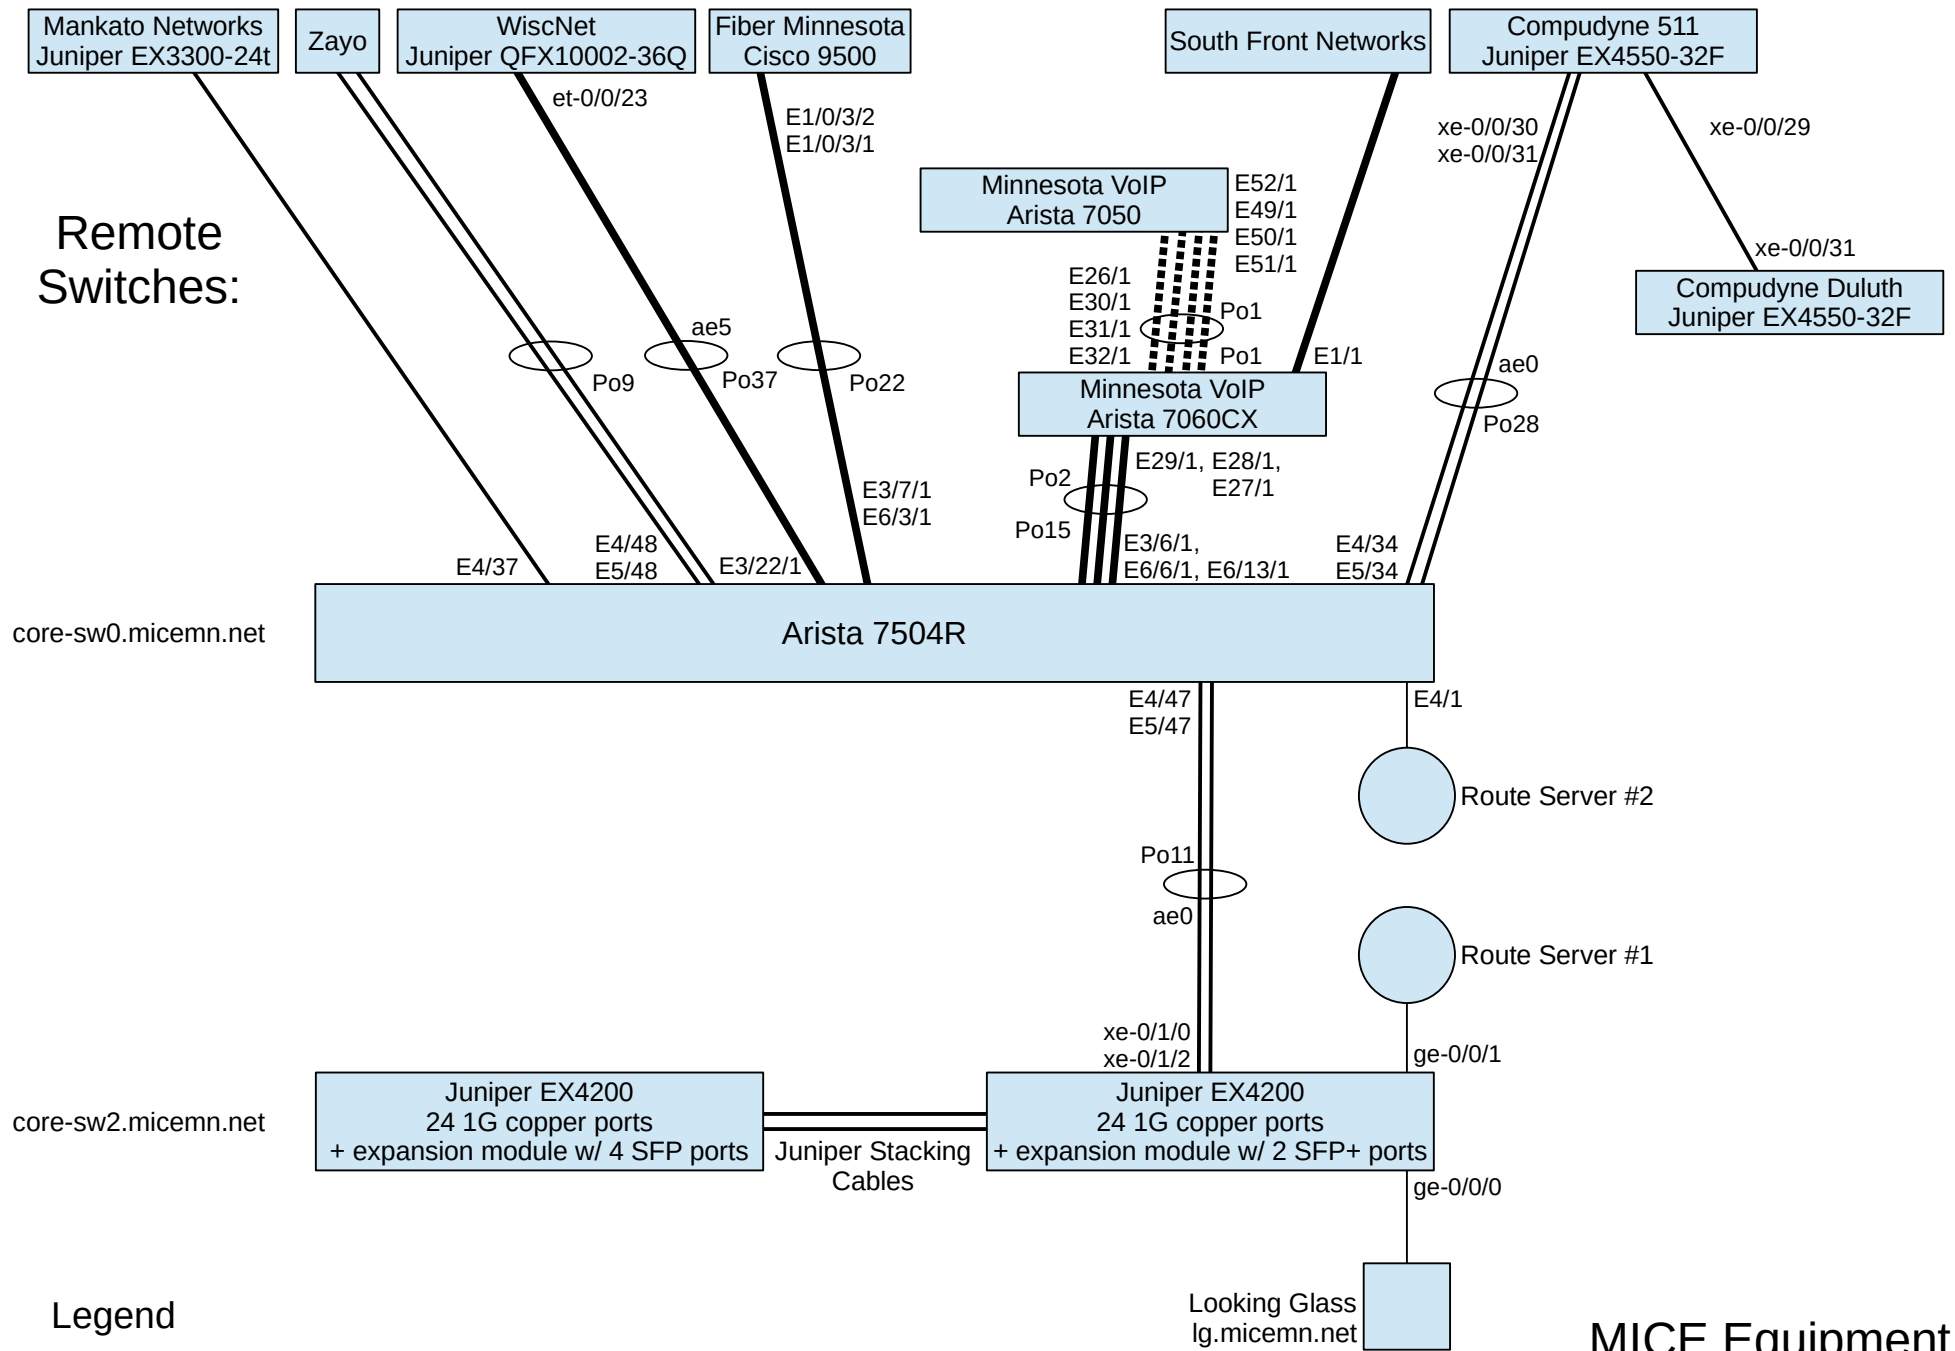 Mankato Networks
Juniper EX3300-24t
Zayo
WiscNet
Juniper QFX10002-36Q
Fiber Minnesota
Cisco 9500
South Front Networks
Compudyne 511
Juniper EX4550-32F
et-0/0/23
E1/0/3/2
E1/0/3/1
xe-0/0/30
xe-0/0/31
xe-0/0/29
Minnesota VoIP
Arista 7050
E52/1
E49/1
E50/1
E51/1
Remote
Switches:
xe-0/0/31
Compudyne Duluth
Juniper EX4550-32F
E26/1
E30/1
E31/1
E32/1
Po1
Po1
E1/1
ae5
Po9
Po37
Po22
ae0
Po28
Minnesota VoIP
Arista 7060CX
E29/1, E28/1,
E27/1
Po2
Po15
E3/7/1
E6/3/1
E4/37
E4/48
E5/48
E3/22/1
E3/6/1,
E6/6/1, E6/13/1
E4/34
E5/34
core-sw0.micemn.net
Arista 7504R
E4/47
E5/47
E4/1
Route Server #2
Po11
ae0
Route Server #1
xe-0/1/0
xe-0/1/2
ge-0/0/1
core-sw2.micemn.net
Juniper EX4200
24 1G copper ports
+ expansion module w/ 4 SFP ports
Juniper Stacking
Cables
Juniper EX4200
24 1G copper ports
+ expansion module w/ 2 SFP+ ports
ge-0/0/0
Looking Glass
lg.micemn.net
Legend
MICE Equipment